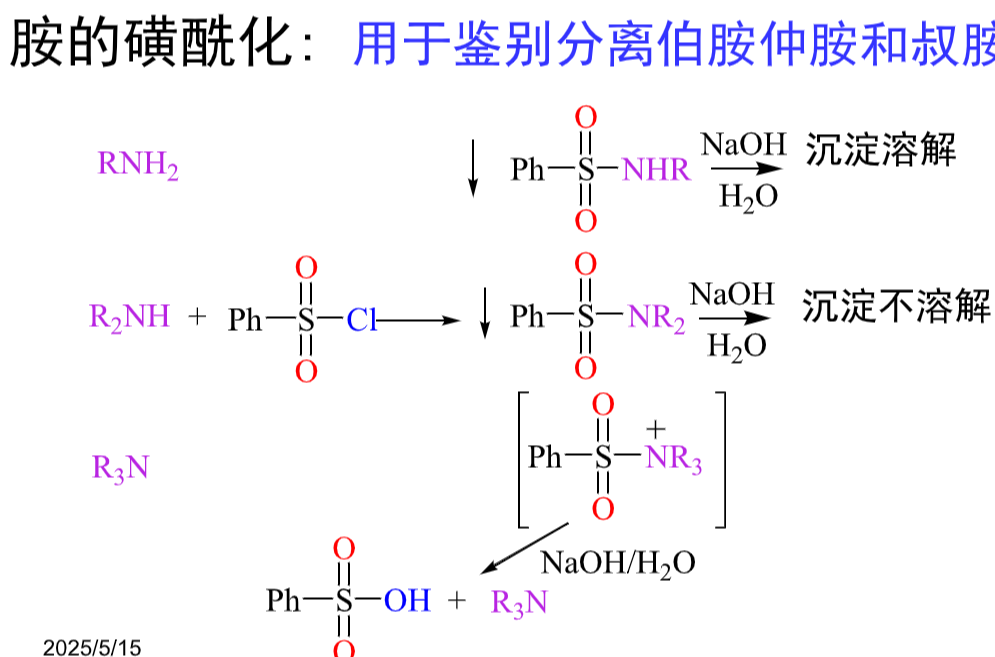 胺的磺酰化: 用于鉴别分离伯胺仲胺和叔胺
RNH₂ ↓ Ph—S(=O)(=O)—NHR NaOH/H₂O → 沉淀溶解
R₂NH + Ph—S(=O)(=O)—Cl → ↓ Ph—S(=O)(=O)—NR₂ NaOH/H₂O → 沉淀不溶解
R₃N [Ph—S(=O)(=O)—N⁺R₃]
NaOH/H₂O
Ph—S(=O)(=O)—OH + R₃N
2025/5/15